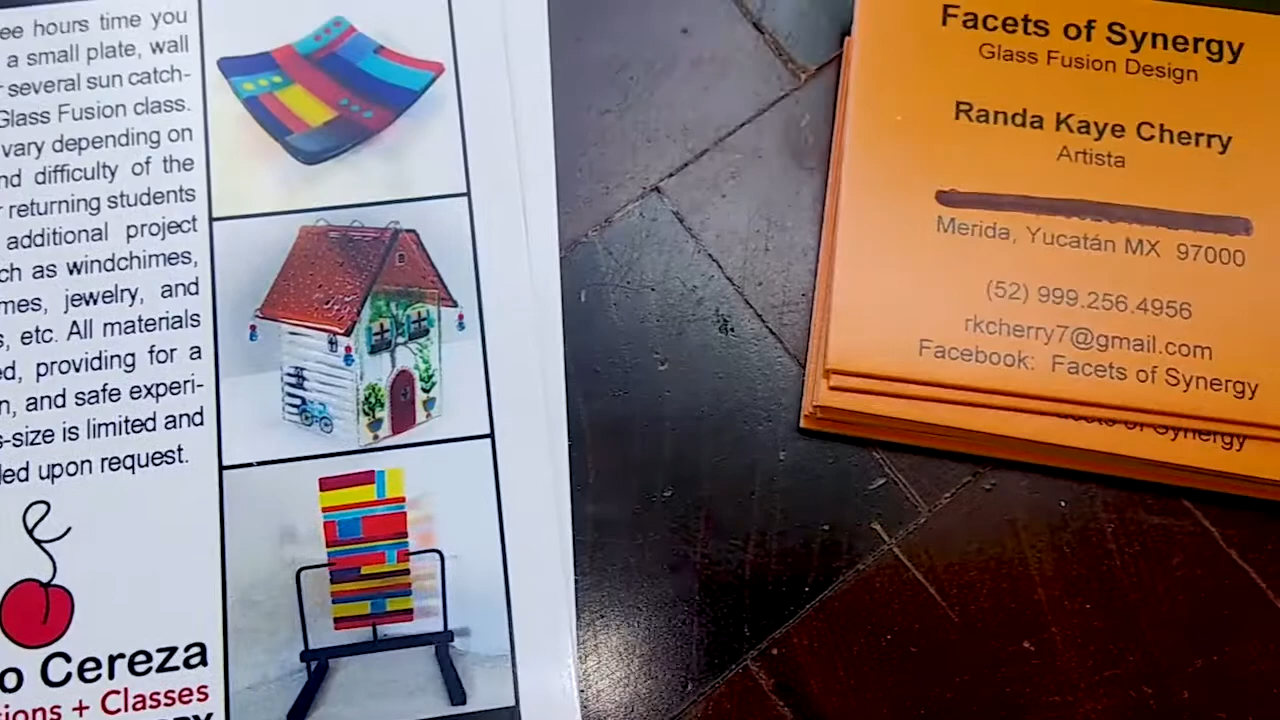 ee hours time you
a small plate, wall
several sun catch-
Glass Fusion class.
vary depending on
nd difficulty of the
returning students
additional project
ch as windchimes,
mes, jewelry, and
s, etc. All materials
ed, providing for a
n, and safe experi-
s-size is limited and
led upon request.
o Cereza
ions + Classes
Facets of Synergy
Glass Fusion Design
Randa Kaye Cherry
Artista
Merida, Yucatán MX 97000
(52) 999.256.4956
rkcherry7@gmail.com
Facebook: Facets of Synergy
Facets of Synergy